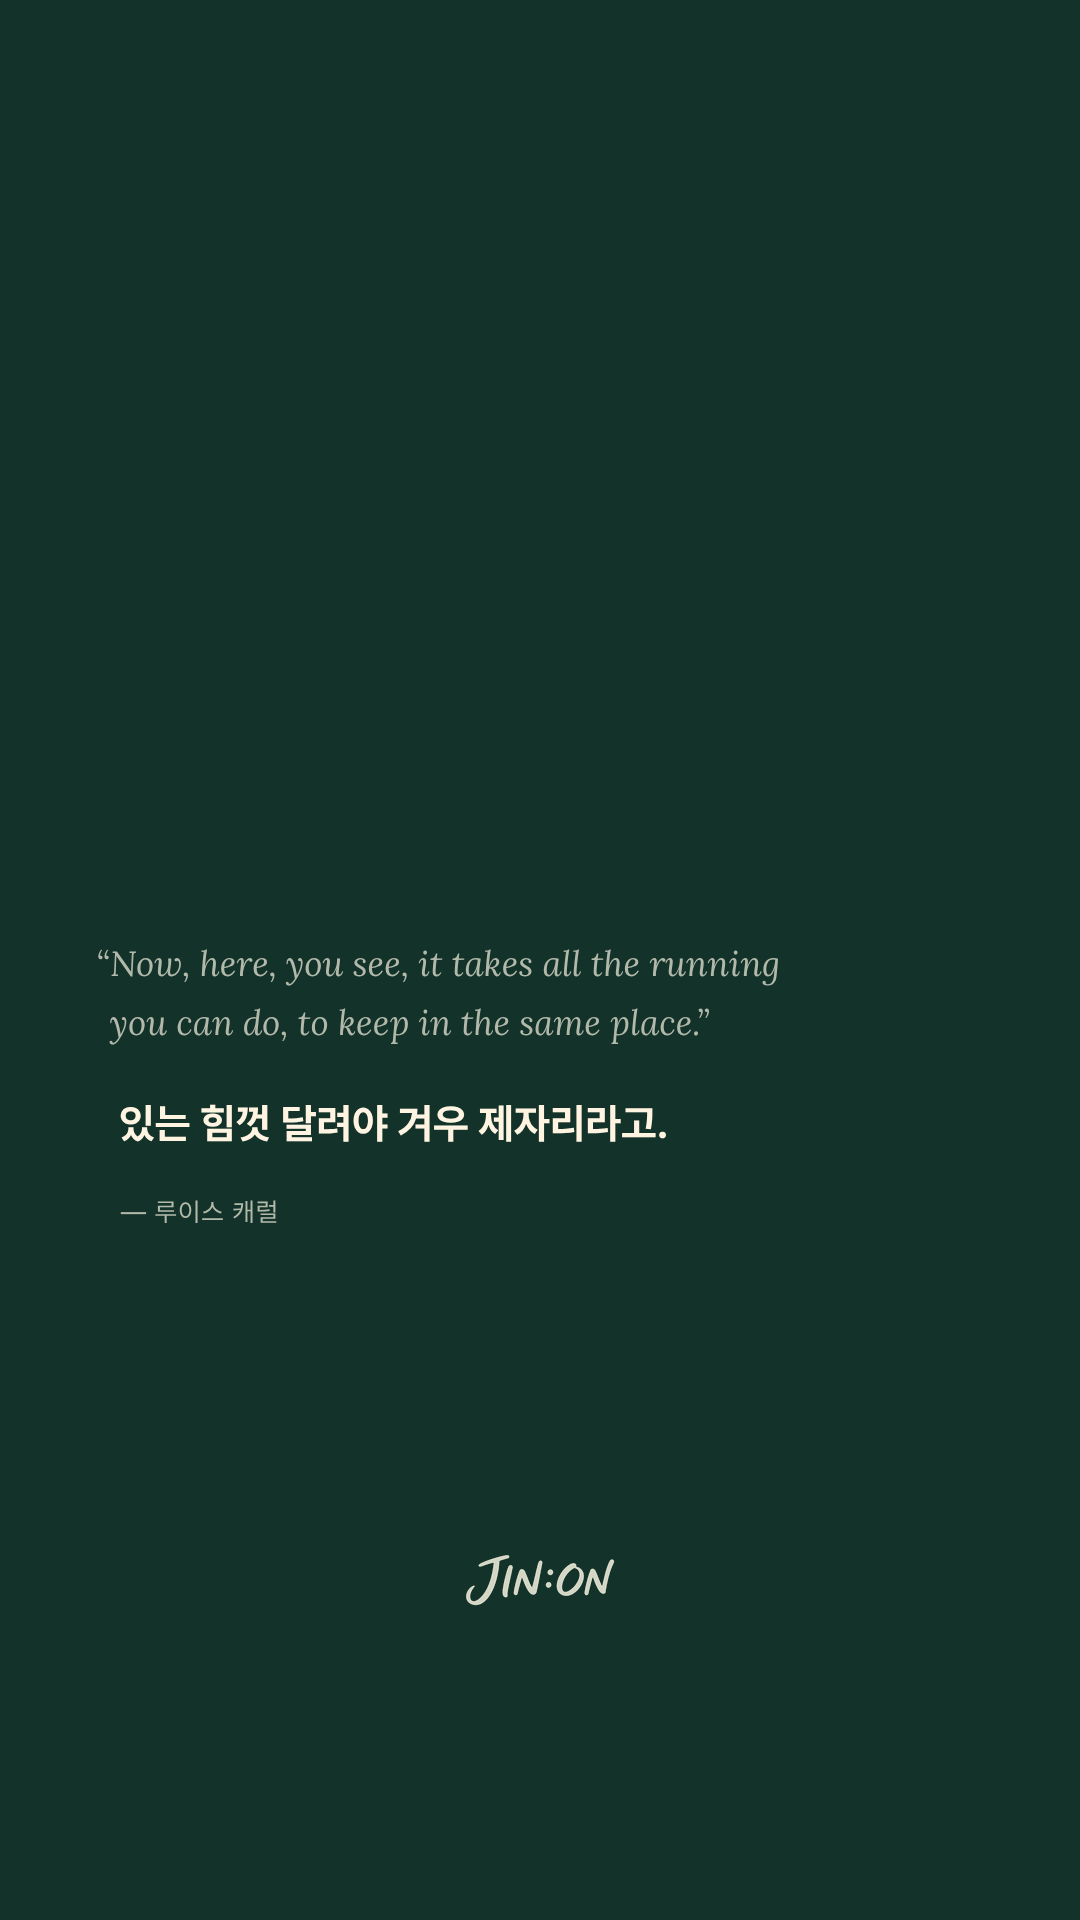 “Now, here, you see, it takes all the running
you can do, to keep in the same place.”
있는 힘껏 달려야 겨우 제자리라고.
— 루이스 캐럴
JIN:ON